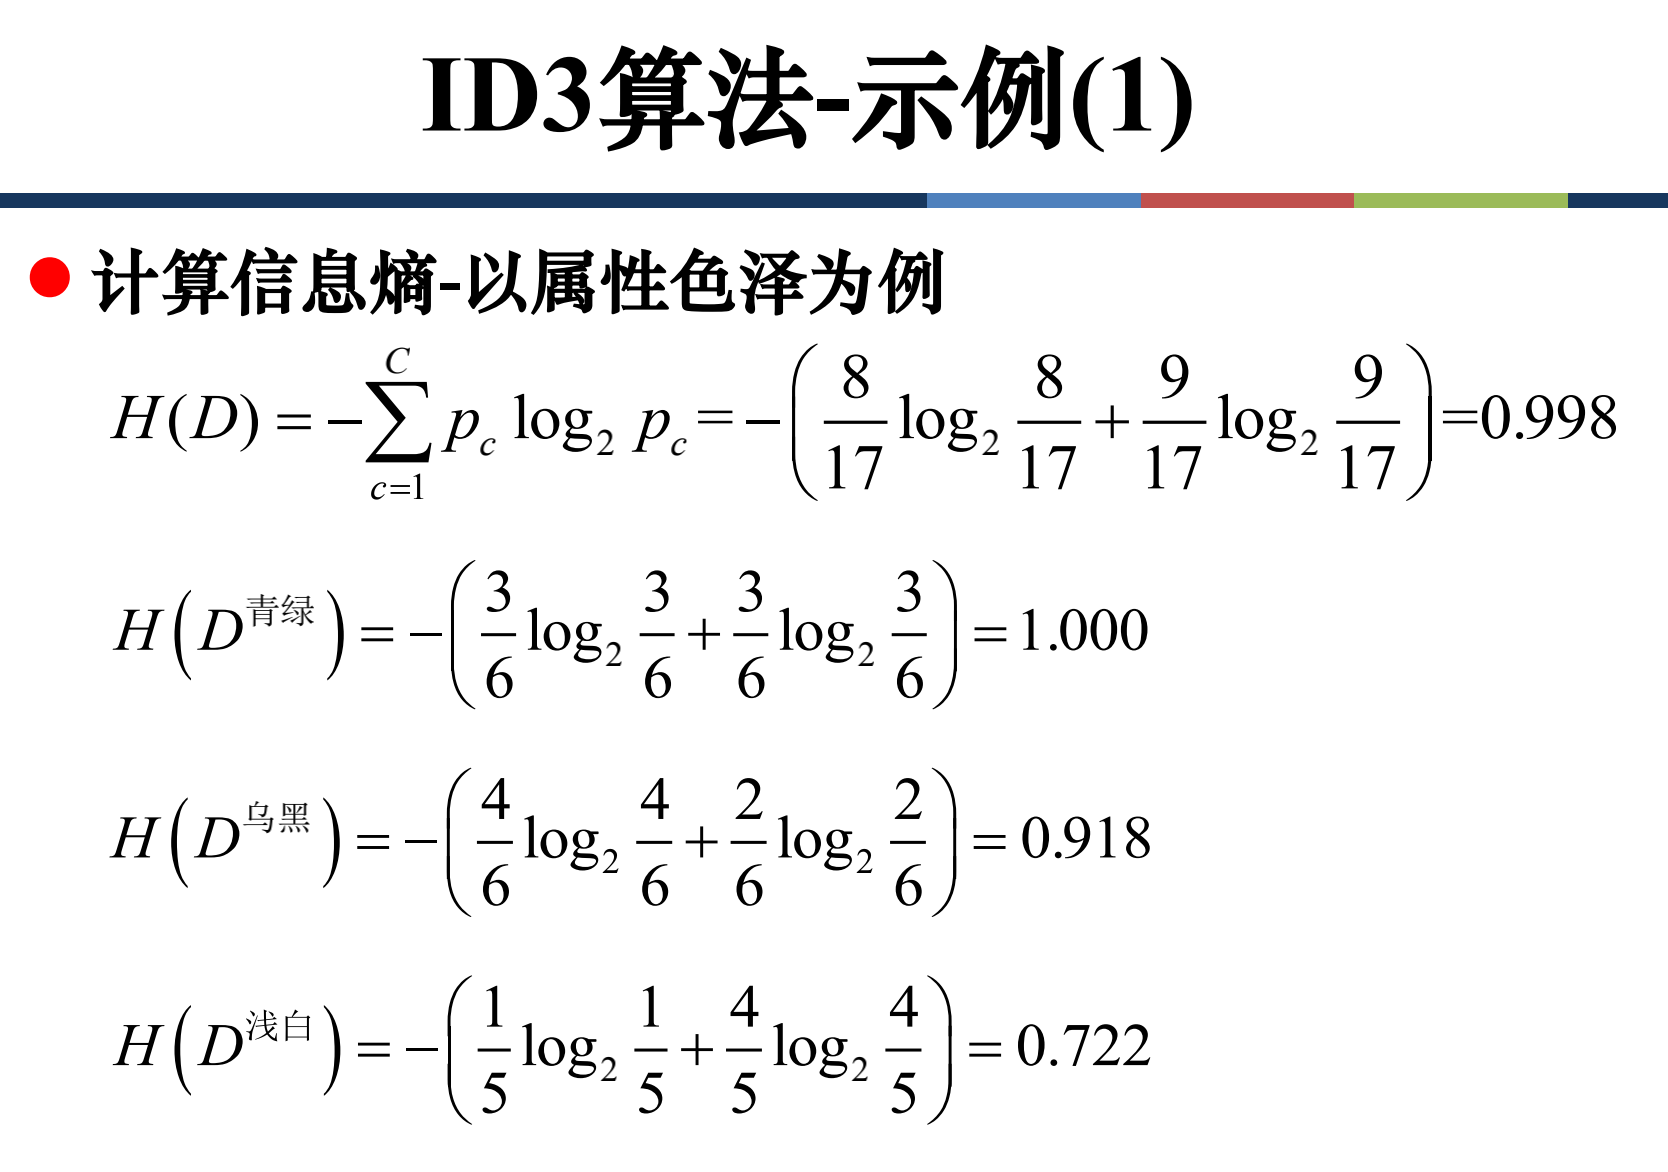 ID3算法-示例(1)
计算信息熵-以属性色泽为例
H(D) = -\sum_{c=1}^{C} p_c \log_2 p_c = -\left(\frac{8}{17}\log_2\frac{8}{17}+\frac{9}{17}\log_2\frac{9}{17}\right)=0.998
H\left(D^{青绿}\right) = -\left(\frac{3}{6}\log_2\frac{3}{6}+\frac{3}{6}\log_2\frac{3}{6}\right) = 1.000
H\left(D^{乌黑}\right) = -\left(\frac{4}{6}\log_2\frac{4}{6}+\frac{2}{6}\log_2\frac{2}{6}\right) = 0.918
H\left(D^{浅白}\right) = -\left(\frac{1}{5}\log_2\frac{1}{5}+\frac{4}{5}\log_2\frac{4}{5}\right) = 0.722